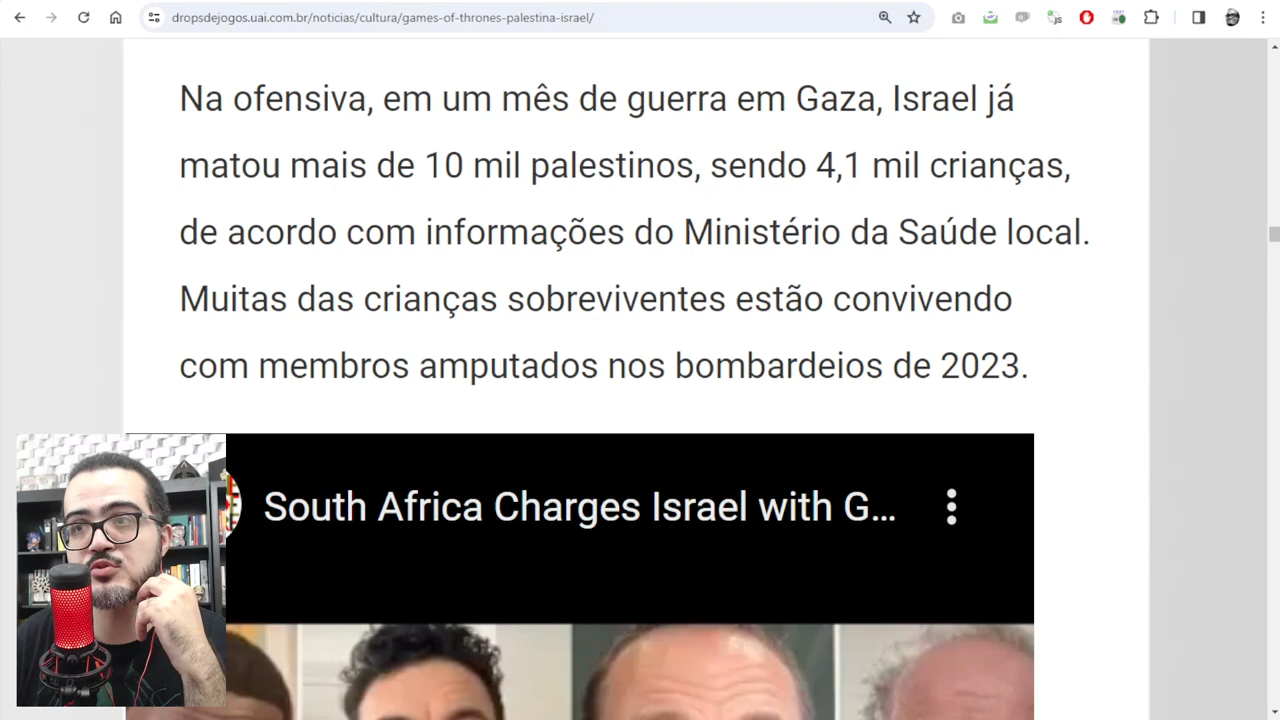 dropsdejogos.uai.com.br/noticias/cultura/games-of-thrones-palestina-israel/
Na ofensiva, em um mês de guerra em Gaza, Israel já
matou mais de 10 mil palestinos, sendo 4,1 mil crianças,
de acordo com informações do Ministério da Saúde local.
Muitas das crianças sobreviventes estão convivendo
com membros amputados nos bombardeios de 2023.
South Africa Charges Israel with G...